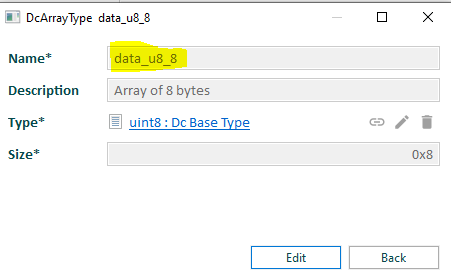 DcArrayType data_u8_8
Name* data_u8_8
Description Array of 8 bytes
Type* uint8 : Dc Base Type
Size* 0x8
Edit Back